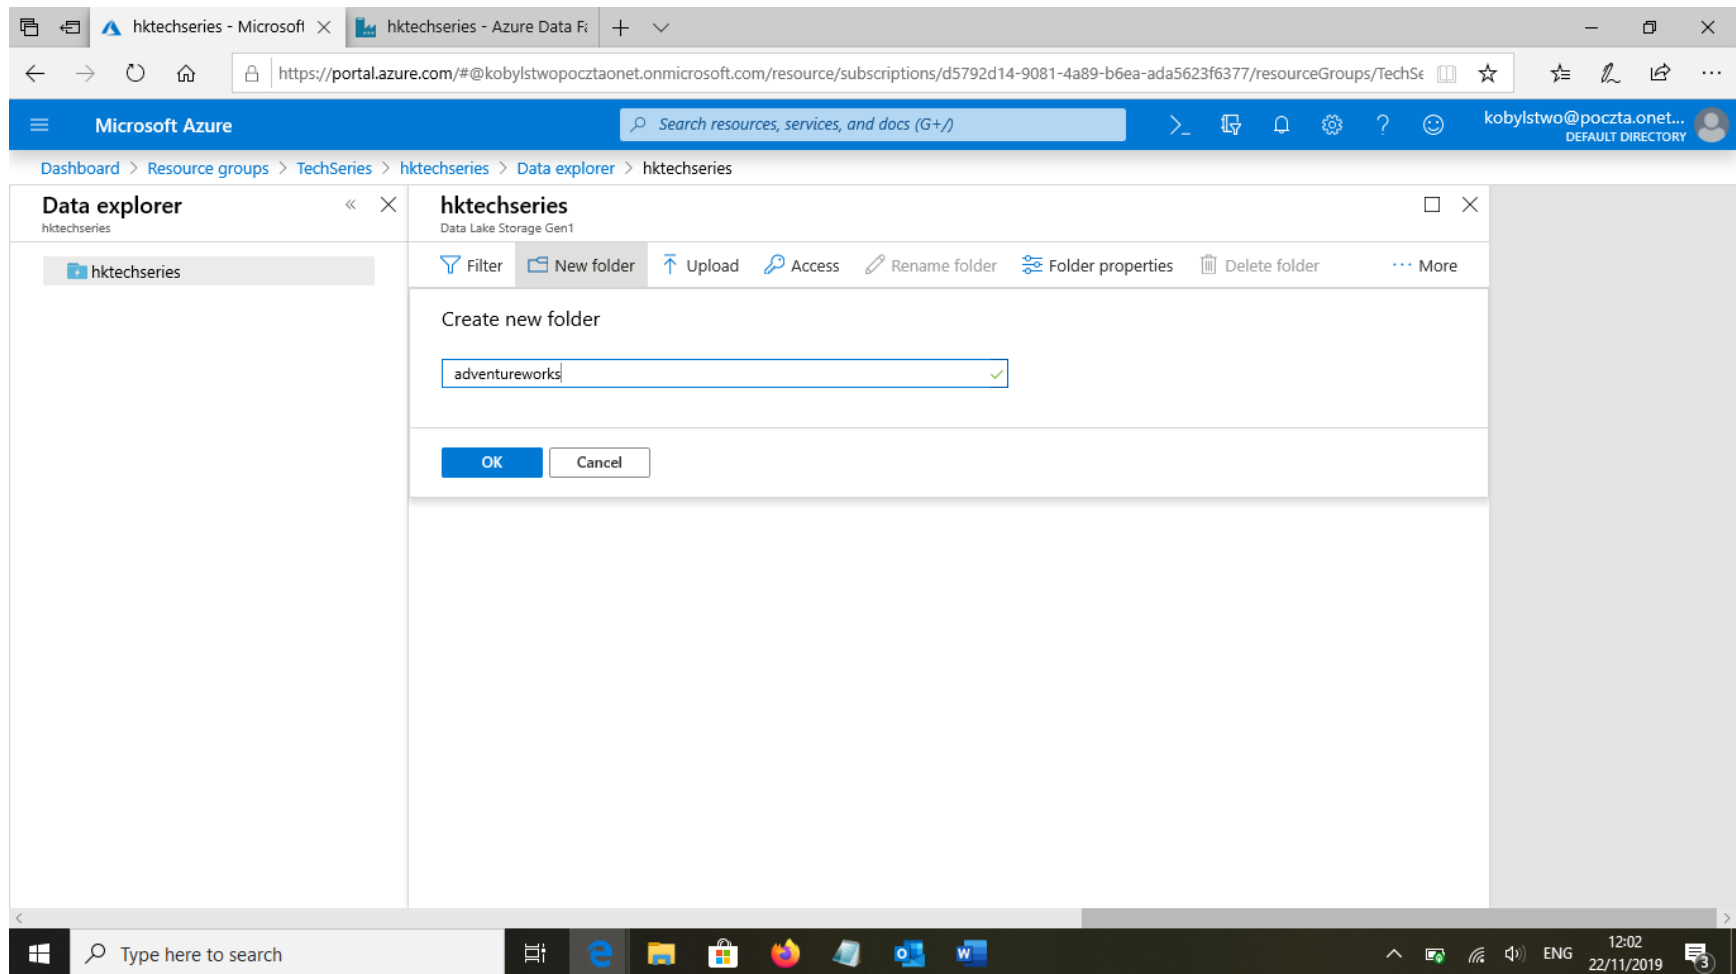 hktechseries - Microsoft
hktechseries - Azure Data Fa
https://portal.azure.com/#@kobylstwopocztaonet.onmicrosoft.com/resource/subscriptions/d5792d14-9081-4a89-b6ea-ada5623f6377/resourceGroups/TechSe
Microsoft Azure
Search resources, services, and docs (G+/)
kobylstwo@poczta.onet...
DEFAULT DIRECTORY
Dashboard > Resource groups > TechSeries > hktechseries > Data explorer > hktechseries
Data explorer
hktechseries
hktechseries
hktechseries
Data Lake Storage Gen1
Filter New folder Upload Access Rename folder Folder properties Delete folder ··· More
Create new folder
adventureworks
OK Cancel
Type here to search
ENG
12:02
22/11/2019
3